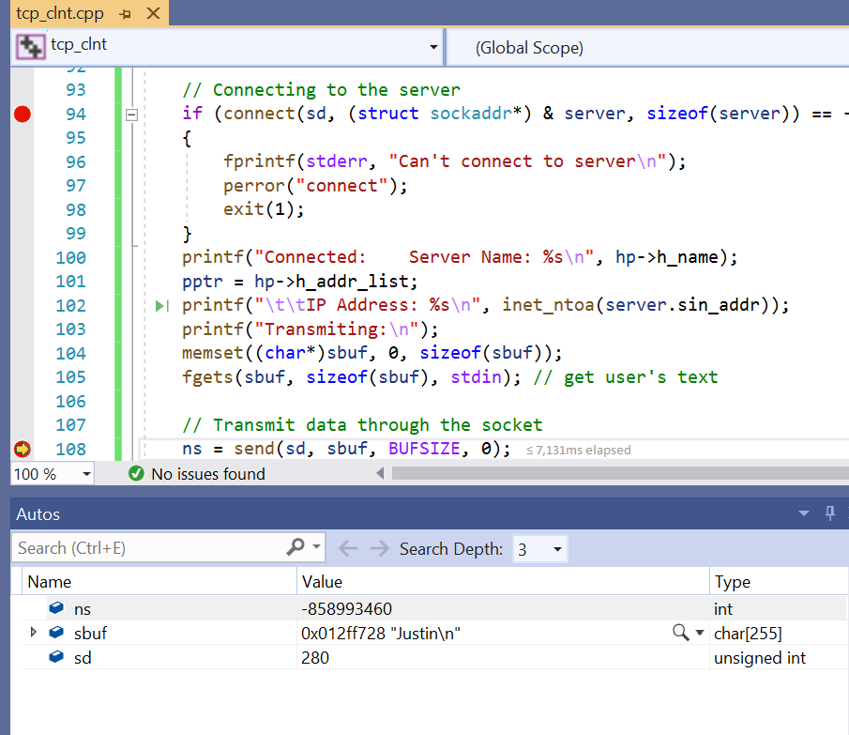 tcp_clnt.cpp
tcp_clnt
(Global Scope)
92
93 // Connecting to the server
94 if (connect(sd, (struct sockaddr*) & server, sizeof(server)) == -
95 {
96 fprintf(stderr, "Can't connect to server\n");
97 perror("connect");
98 exit(1);
99 }
100 printf("Connected:    Server Name: %s\n", hp->h_name);
101 pptr = hp->h_addr_list;
102 printf("\t\tIP Address: %s\n", inet_ntoa(server.sin_addr));
103 printf("Transmiting:\n");
104 memset((char*)sbuf, 0, sizeof(sbuf));
105 fgets(sbuf, sizeof(sbuf), stdin); // get user's text
106
107 // Transmit data through the socket
108 ns = send(sd, sbuf, BUFSIZE, 0); ≤7,131ms elapsed
100 % No issues found
Autos
Search (Ctrl+E) Search Depth: 3
Name Value Type
ns -858993460 int
sbuf 0x012ff728 "Justin\n" char[255]
sd 280 unsigned int